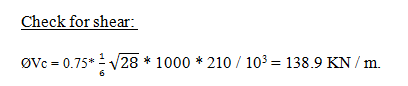 Check for shear:
ØVc = 0.75* 1/6 √28 * 1000 * 210 / 10³ = 138.9 KN / m.